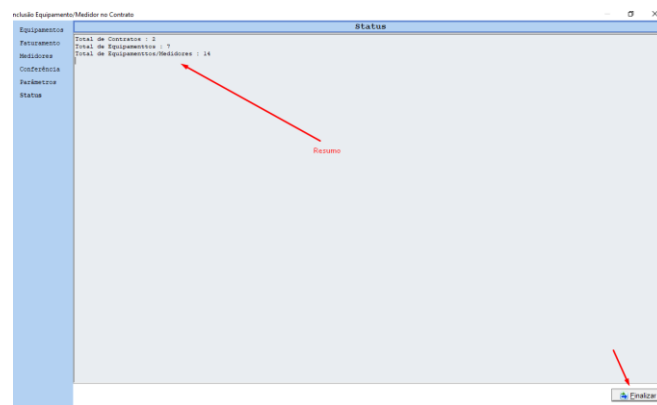 nclusão Equipamento/Medidor no Contrato
Status
Equipamentos
Faturamento
Medidores
Conferência
Parâmetros
Status
Total de Contratos : 2
Total de Equipamenttos : 7
Total de Equipamenttos/Medidores : 14
Resumo
Finalizar